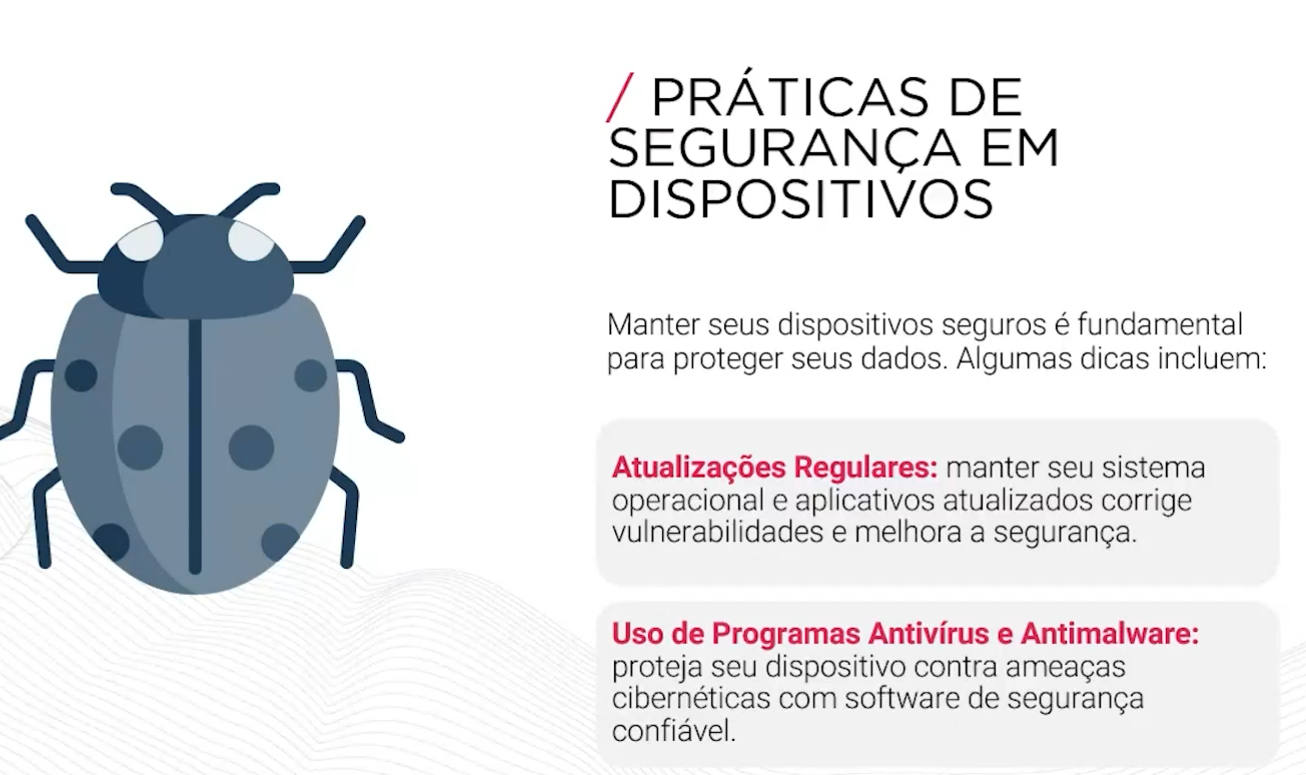 / PRÁTICAS DE
SEGURANÇA EM
DISPOSITIVOS
Manter seus dispositivos seguros é fundamental
para proteger seus dados. Algumas dicas incluem:
Atualizações Regulares: manter seu sistema
operacional e aplicativos atualizados corrige
vulnerabilidades e melhora a segurança.
Uso de Programas Antivírus e Antimalware:
proteja seu dispositivo contra ameaças
cibernéticas com software de segurança
confiável.